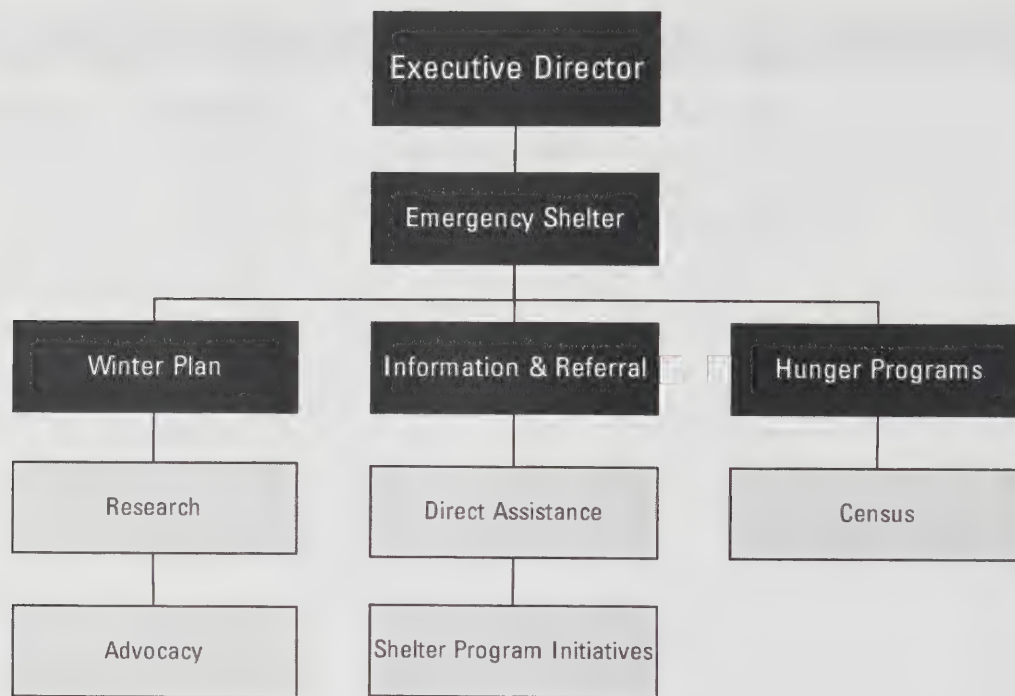 Executive Director
Emergency Shelter
Winter Plan
Information & Referral
Hunger Programs
Research
Direct Assistance
Census
Advocacy
Shelter Program Initiatives